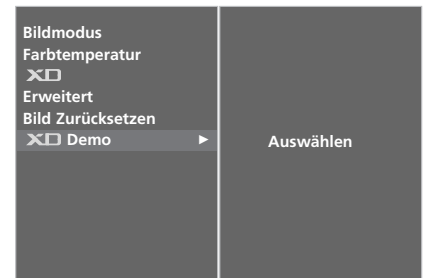 Bildmodus
Farbtemperatur
XD
Erweitert
Bild Zurücksetzen
XD Demo
Auswählen